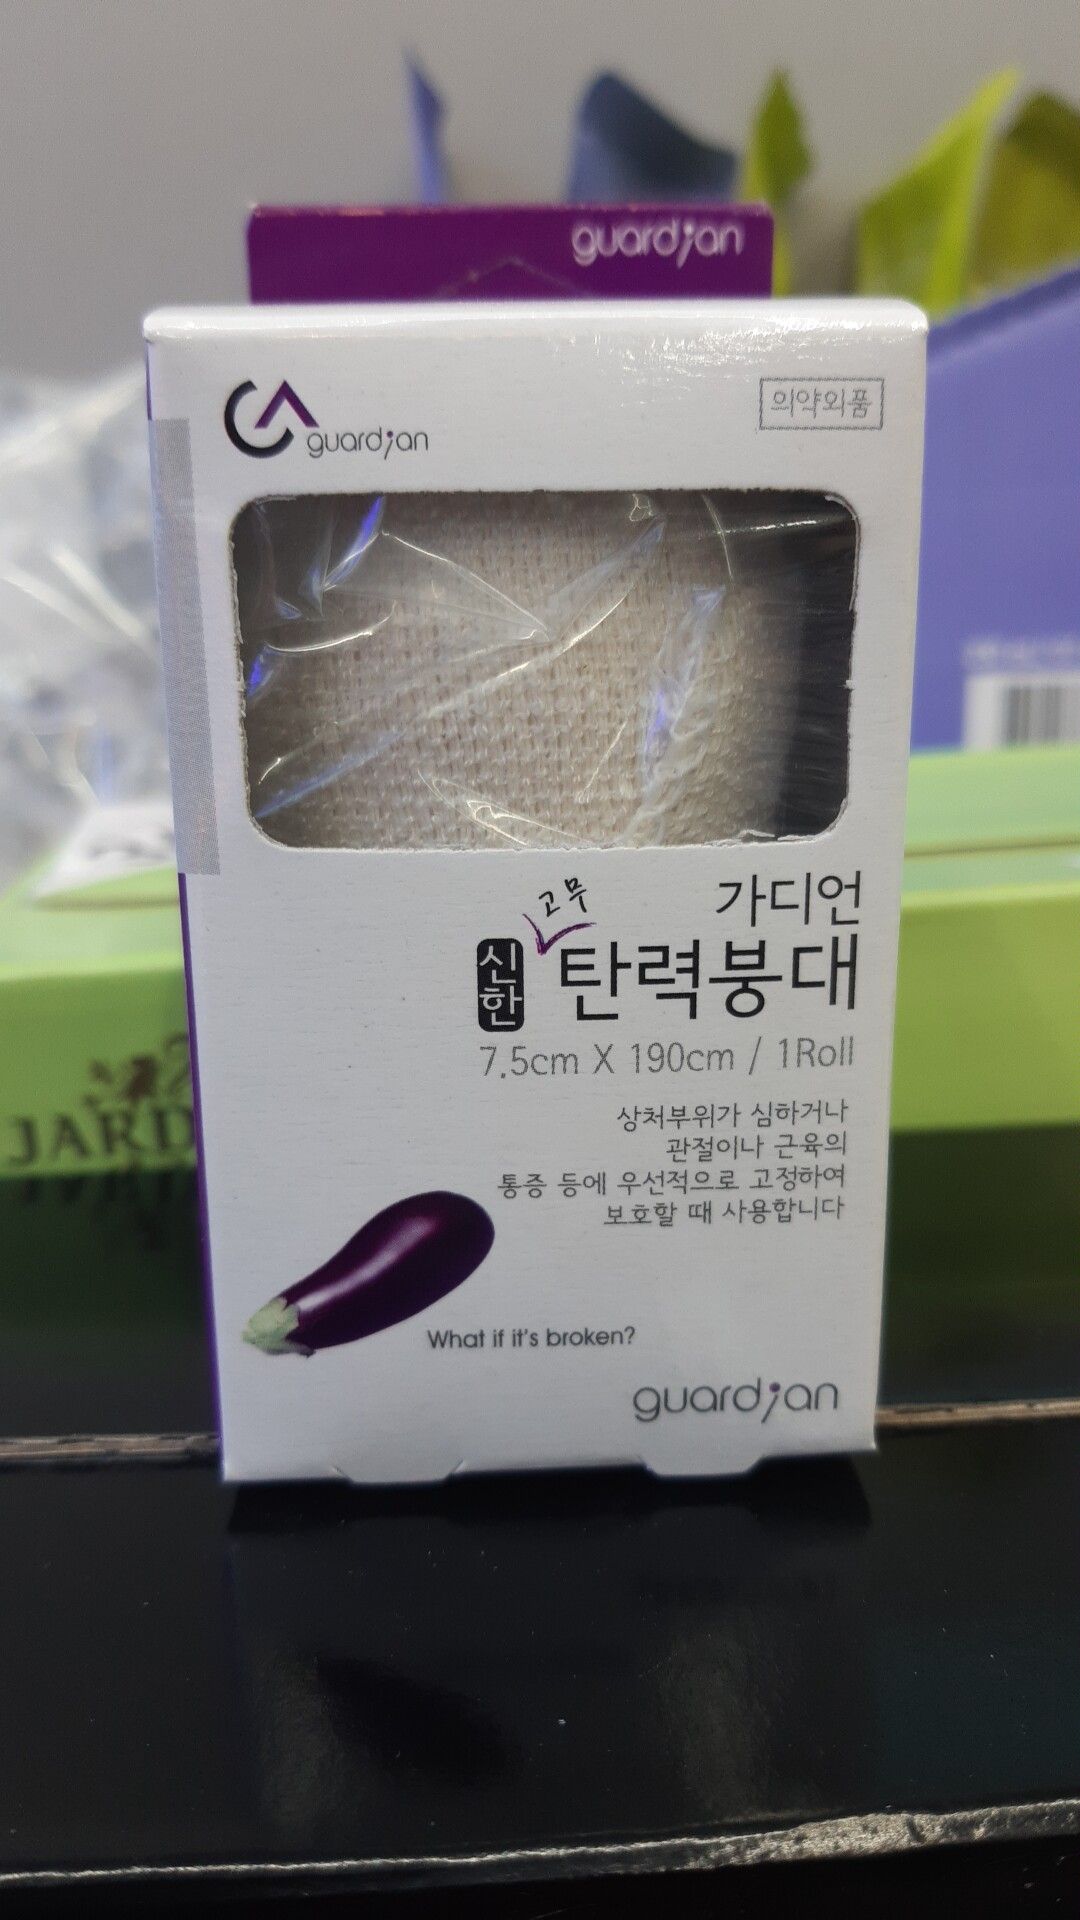 guardian
guardian
의약외품
가디언
고무
신한 탄력붕대
7.5cm X 190cm / 1Roll
상처부위가 심하거나
관절이나 근육의
통증 등에 우선적으로 고정하여
보호할 때 사용합니다
What if it's broken?
guardian
JARD